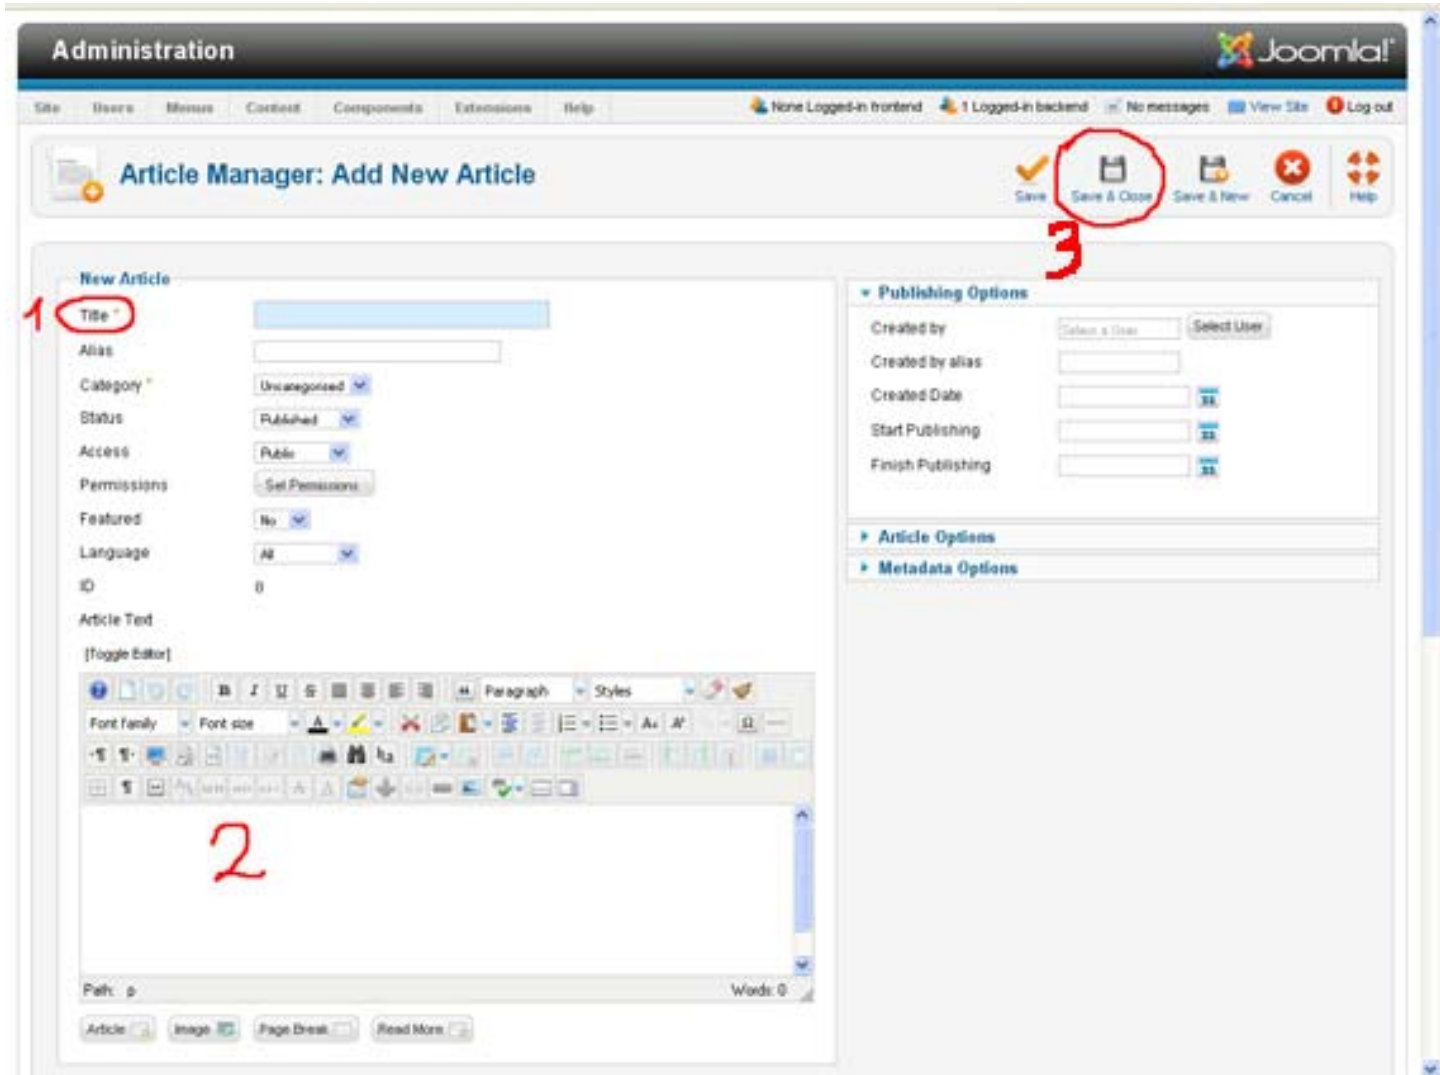 Administration
Joomla!
Site Users Menus Content Components Extensions Help
None Logged-in frontend 1 Logged-in backend No messages View Site Log out
Article Manager: Add New Article
Save Save & Close Save & New Cancel Help
3
New Article
1 Title *
Alias
Category * Uncategorised
Status Published
Access Public
Permissions Set Permissions
Featured No
Language All
ID 0
Article Text
[Toggle Editor]
B I U S Paragraph Styles
Font family Font size A Ω
2
Path: p Words: 0
Article Image Page Break Read More
Publishing Options
Created by Select a User Select User
Created by alias
Created Date
Start Publishing
Finish Publishing
Article Options
Metadata Options